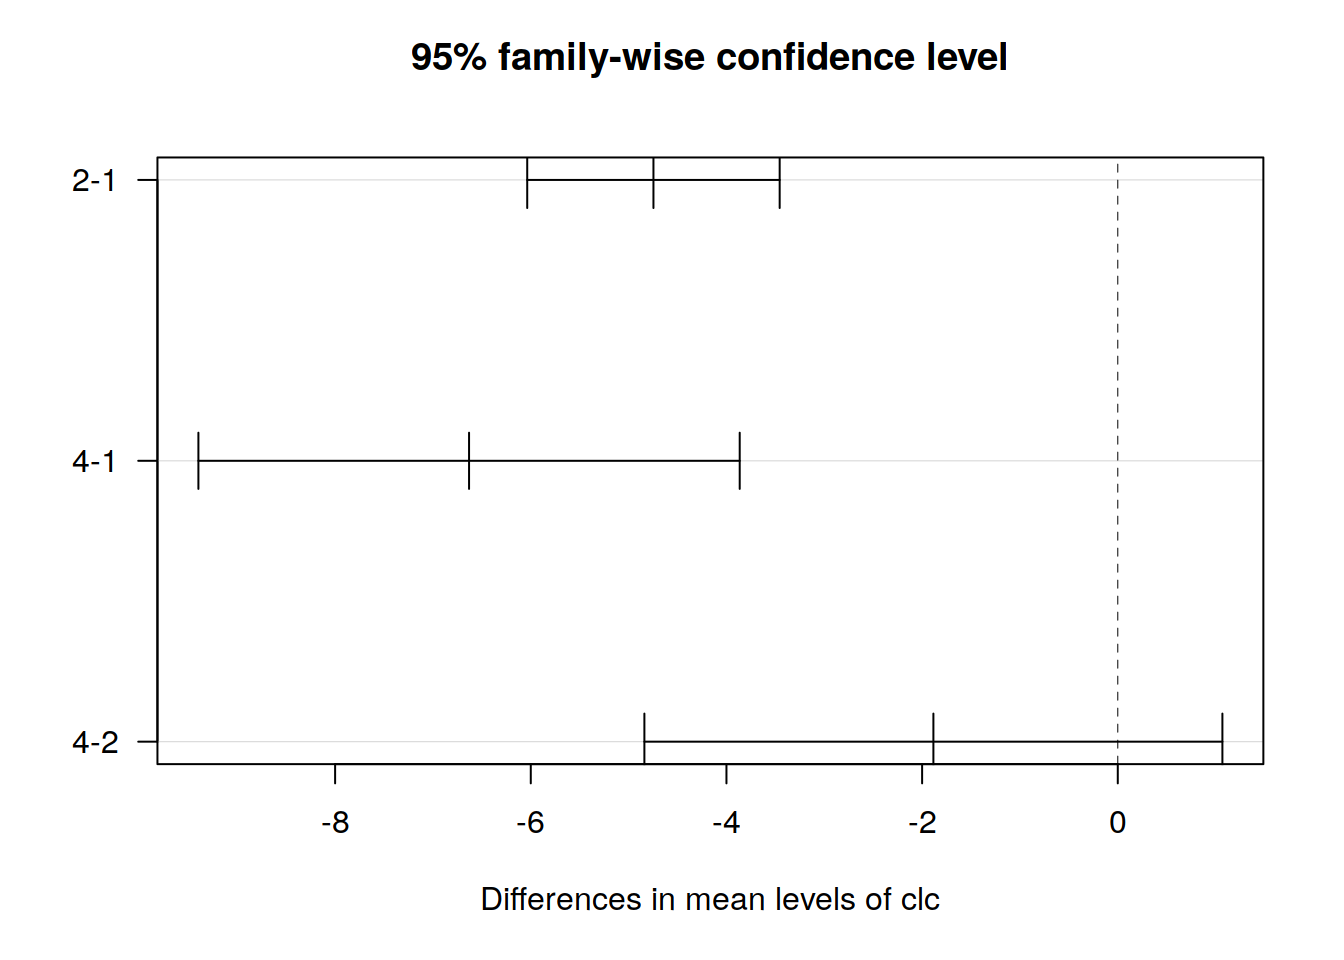 95% family-wise confidence level
2-1
4-1
4-2
-8 -6 -4 -2 0
Differences in mean levels of clc